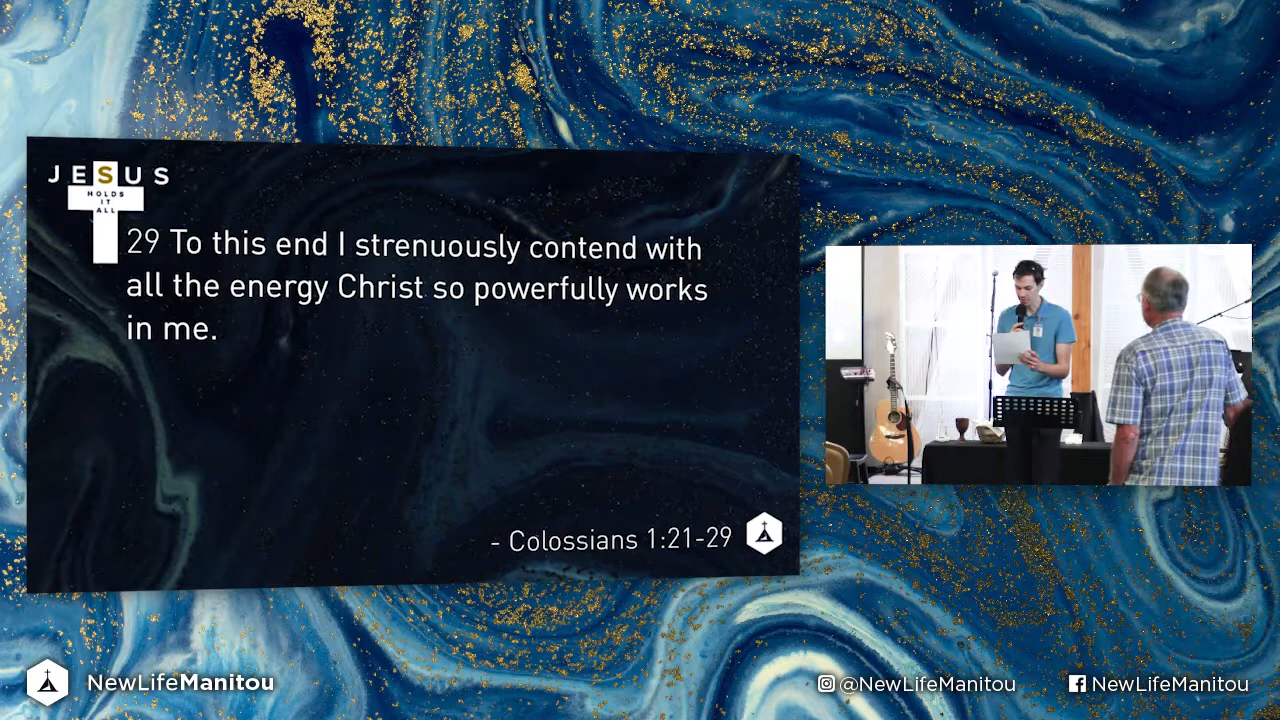 JESUS
HOLDS
IT
ALL
29 To this end I strenuously contend with
all the energy Christ so powerfully works
in me.
- Colossians 1:21-29
NewLifeManitou
@NewLifeManitou
NewLifeManitou